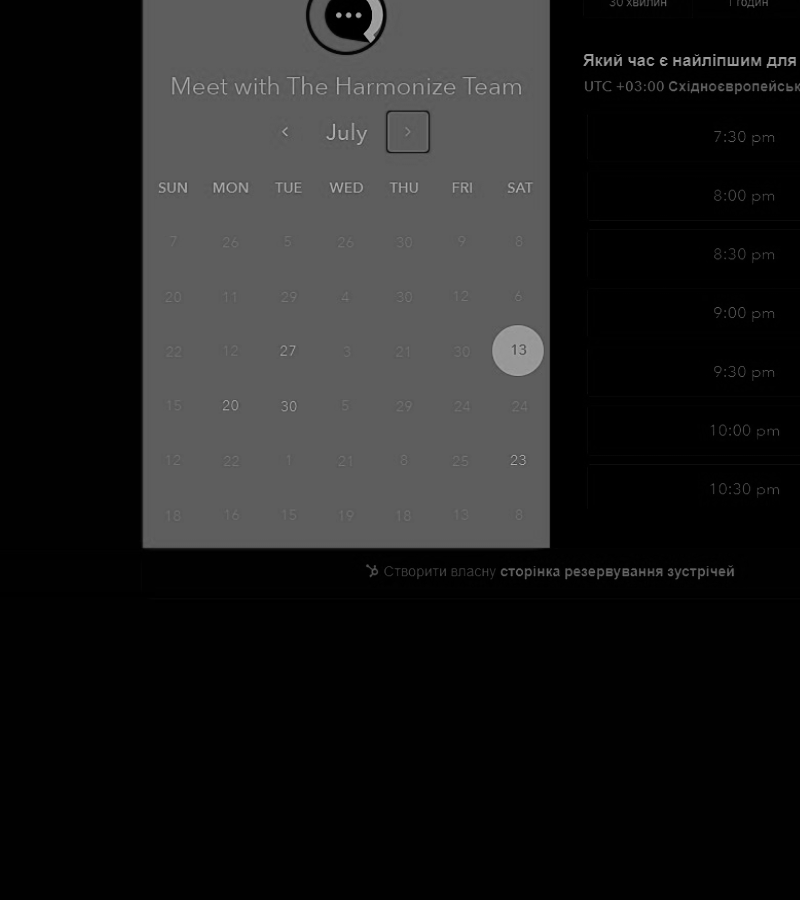 30 хвилин
1 годин
Meet with The Harmonize Team
July
SUN MON TUE WED THU FRI SAT
7 26 5 26 30 9 8
20 11 29 4 30 12 6
22 12 27 3 21 30 13
15 20 30 5 29 24 24
12 22 1 21 8 25 23
18 16 15 19 18 13 8
Який час є найліпшим для
UTC +03:00 Східноєвропейськ
7:30 pm
8:00 pm
8:30 pm
9:00 pm
9:30 pm
10:00 pm
10:30 pm
Створити власну сторінка резервування зустрічей